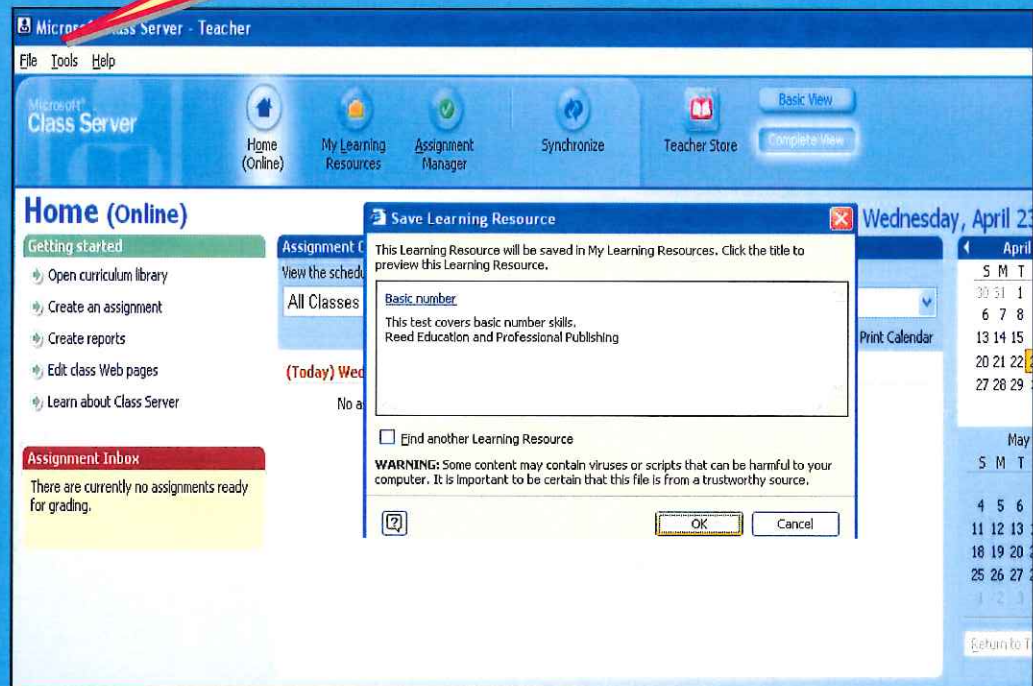 Microsoft Class Server - Teacher
File Tools Help
Microsoft
Class Server
Home
(Online)
My Learning
Resources
Assignment
Manager
Synchronize
Teacher Store
Basic View
Complete View
Home (Online)
Wednesday, April 23
Getting started
Open curriculum library
Create an assignment
Create reports
Edit class Web pages
Learn about Class Server
Assignment Inbox
There are currently no assignments ready
for grading.
Assignment
View the
All Classes
Print Calendar
(Today)
No
Save Learning Resource
This Learning Resource will be saved in My Learning Resources. Click the title to
preview this Learning Resource.
Basic number
This test covers basic number skills.
Reed Education and Professional Publishing
Find another Learning Resource
WARNING: Some content may contain viruses or scripts that can be harmful to your
computer. It is important to be certain that this file is from a trustworthy source.
OK Cancel
April
S M T
30 31 1
6 7 8
13 14 15
20 21 22
27 28 29
May
S M T
4 5 6
11 12 13
18 19 20
25 26 27
1 2 3
Return to